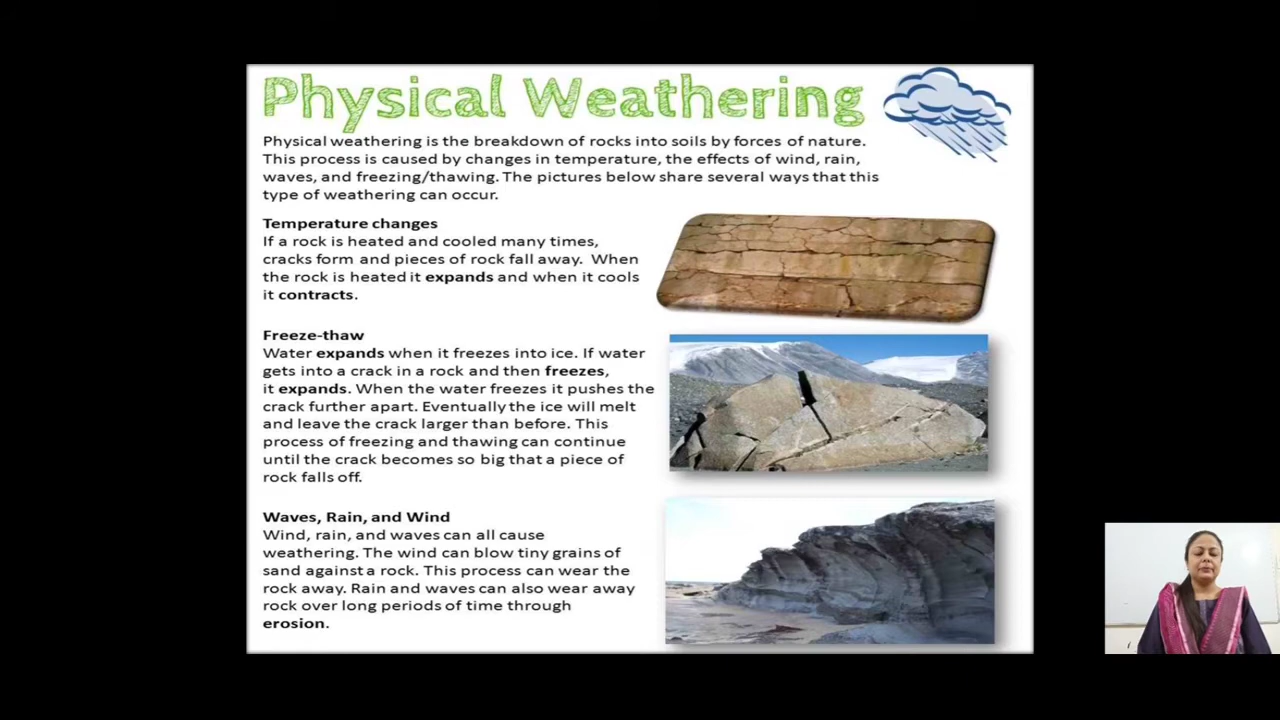 Physical Weathering
Physical weathering is the breakdown of rocks into soils by forces of nature.
This process is caused by changes in temperature, the effects of wind, rain,
waves, and freezing/thawing. The pictures below share several ways that this
type of weathering can occur.
Temperature changes
If a rock is heated and cooled many times,
cracks form and pieces of rock fall away. When
the rock is heated it expands and when it cools
it contracts.
Freeze-thaw
Water expands when it freezes into ice. If water
gets into a crack in a rock and then freezes,
it expands. When the water freezes it pushes the
crack further apart. Eventually the ice will melt
and leave the crack larger than before. This
process of freezing and thawing can continue
until the crack becomes so big that a piece of
rock falls off.
Waves, Rain, and Wind
Wind, rain, and waves can all cause
weathering. The wind can blow tiny grains of
sand against a rock. This process can wear the
rock away. Rain and waves can also wear away
rock over long periods of time through
erosion.